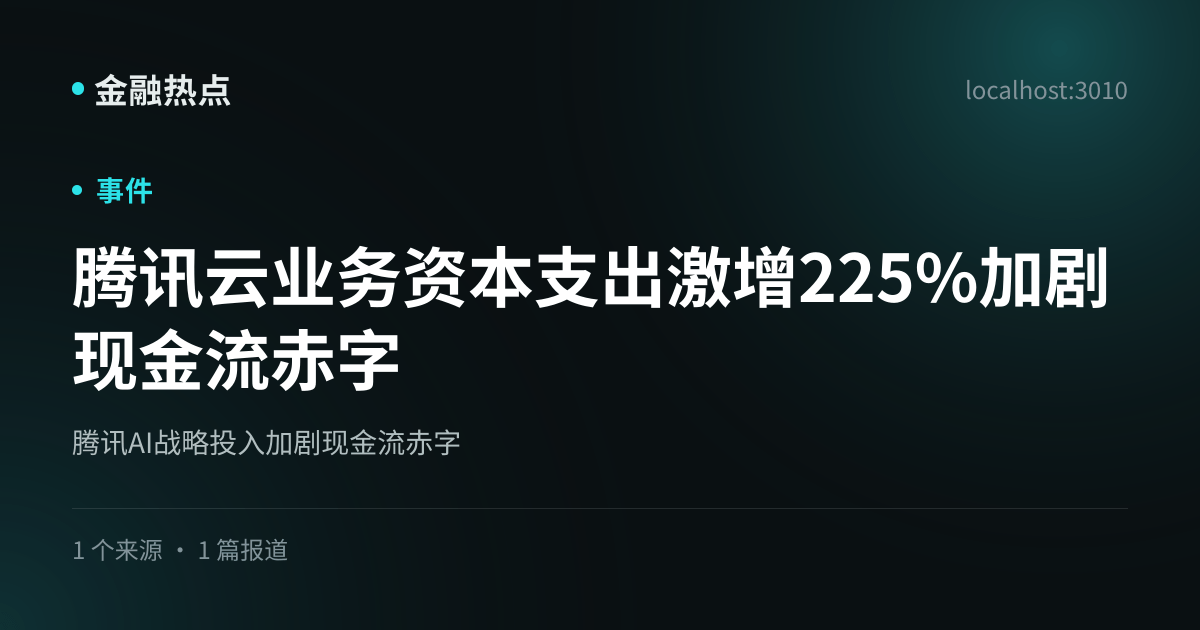 金融热点
localhost:3010
事件
腾讯云业务资本支出激增225%加剧
现金流赤字
腾讯AI战略投入加剧现金流赤字
1 个来源 · 1 篇报道